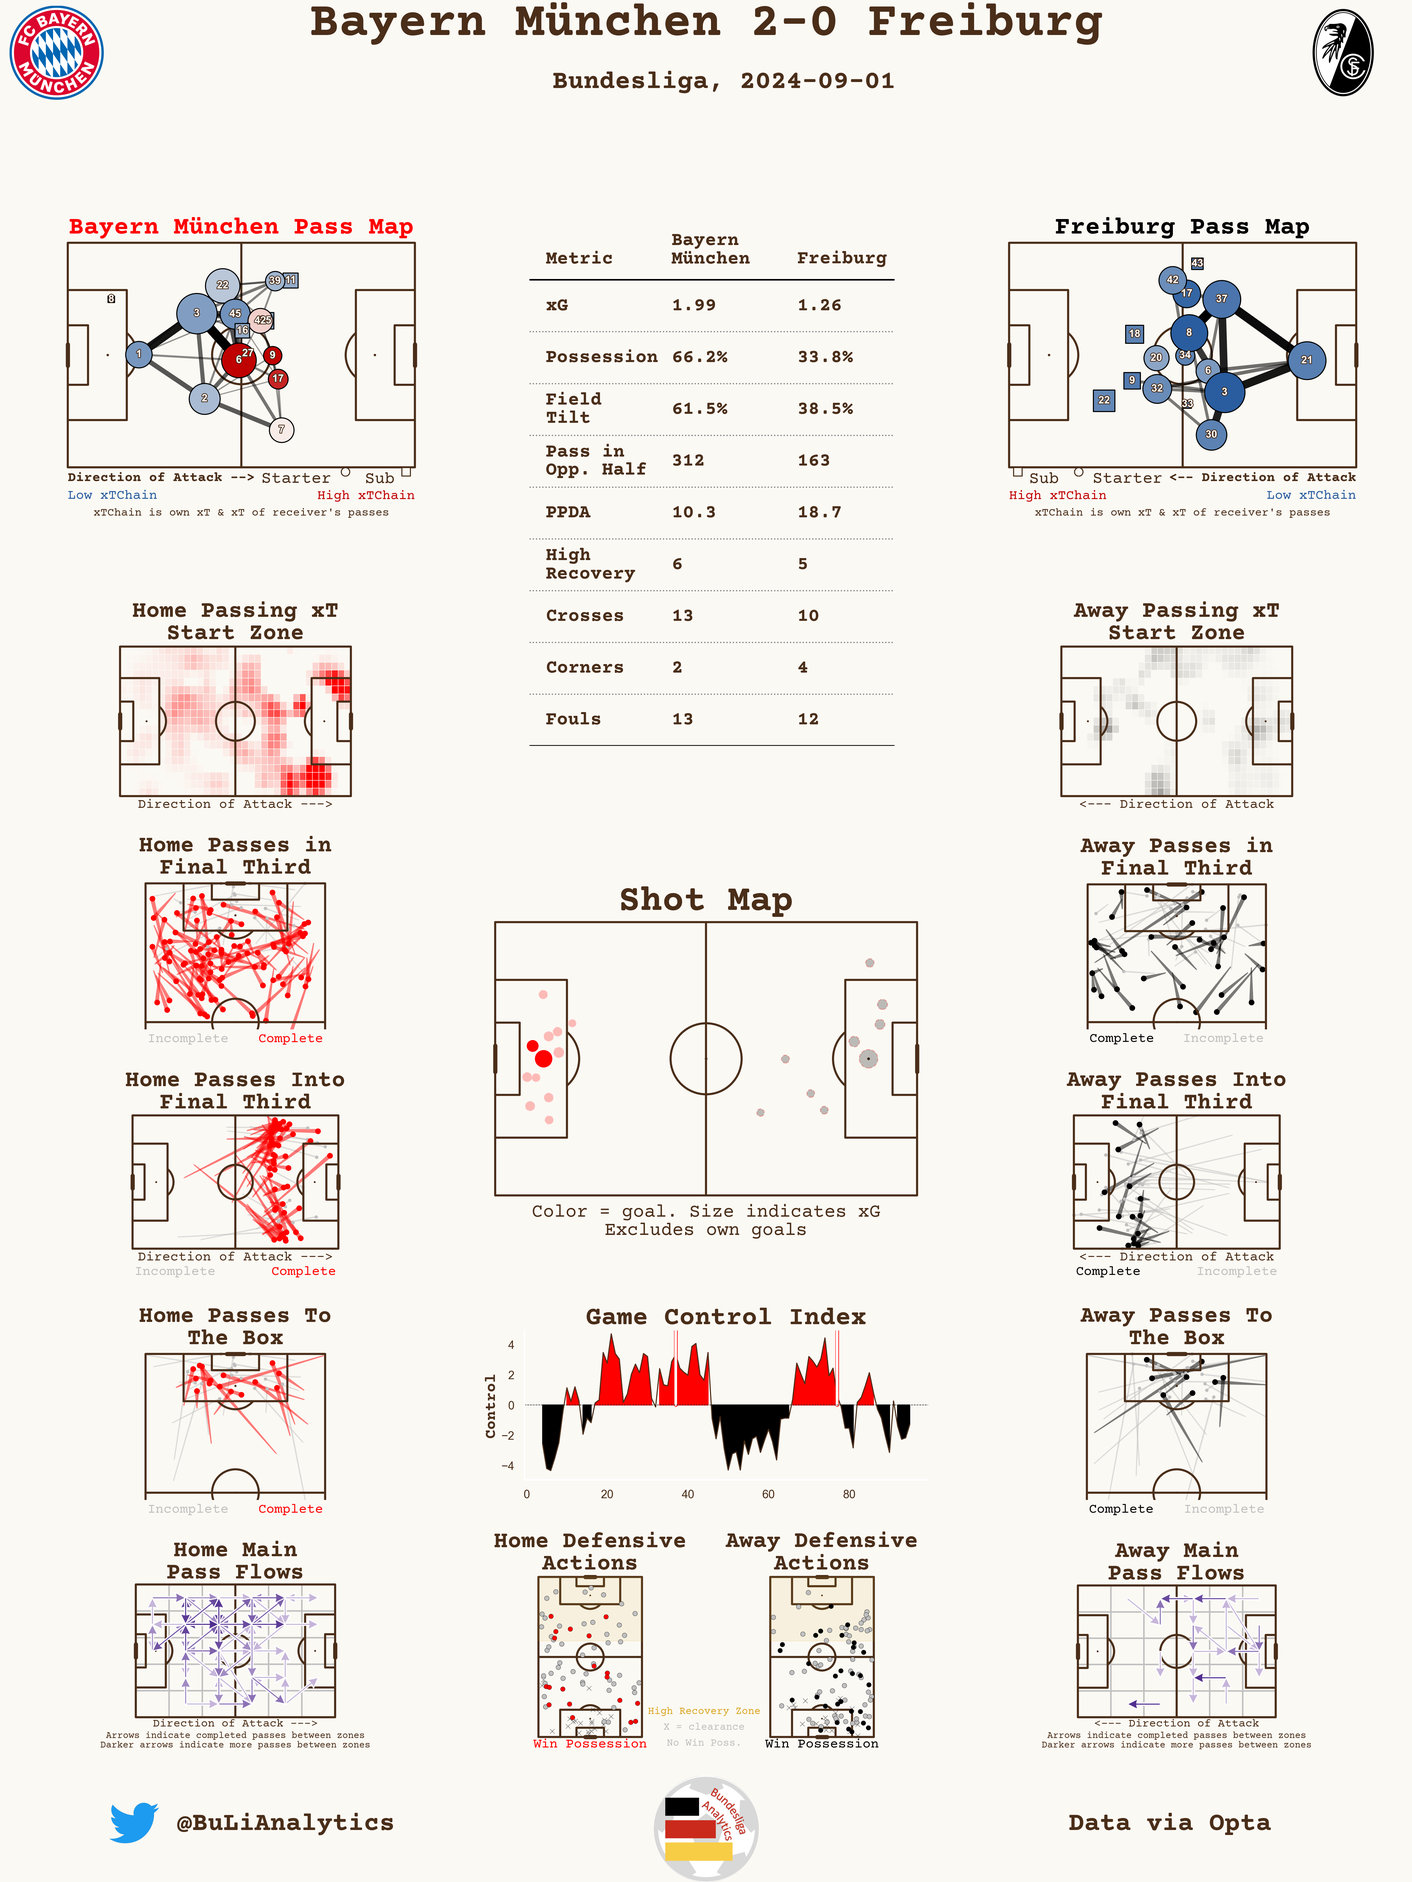 Bayern München 2-0 Freiburg
Bundesliga, 2024-09-01
FC BAYERN
MÜNCHEN
Bayern München Pass Map
8
22
39
11
3
45
425
16
1
27
6
9
17
2
7
Direction of Attack --> Starter Sub
Low xTChain High xTChain
xTChain is own xT & xT of receiver's passes
Metric Bayern München Freiburg
xG 1.99 1.26
Possession 66.2% 33.8%
Field Tilt 61.5% 38.5%
Pass in Opp. Half 312 163
PPDA 10.3 18.7
High Recovery 6 5
Crosses 13 10
Corners 2 4
Fouls 13 12
Freiburg Pass Map
43
42
17
37
18
8
20
34
21
6
9
32
3
22
33
30
Sub Starter <-- Direction of Attack
High xTChain Low xTChain
xTChain is own xT & xT of receiver's passes
Home Passing xT
Start Zone
Direction of Attack --->
Away Passing xT
Start Zone
<--- Direction of Attack
Home Passes in
Final Third
Incomplete Complete
Away Passes in
Final Third
Complete Incomplete
Shot Map
Color = goal. Size indicates xG
Excludes own goals
Home Passes Into
Final Third
Direction of Attack --->
Incomplete Complete
Away Passes Into
Final Third
<--- Direction of Attack
Complete Incomplete
Home Passes To
The Box
Incomplete Complete
Game Control Index
Control
4
2
0
−2
−4
0 20 40 60 80
Away Passes To
The Box
Complete Incomplete
Home Main
Pass Flows
Direction of Attack --->
Arrows indicate completed passes between zones
Darker arrows indicate more passes between zones
Home Defensive
Actions
Win Possession
High Recovery Zone
X = clearance
No Win Poss.
Away Defensive
Actions
Win Possession
Away Main
Pass Flows
<--- Direction of Attack
Arrows indicate completed passes between zones
Darker arrows indicate more passes between zones
@BuLiAnalytics
Bundesliga
Analytics
Data via Opta